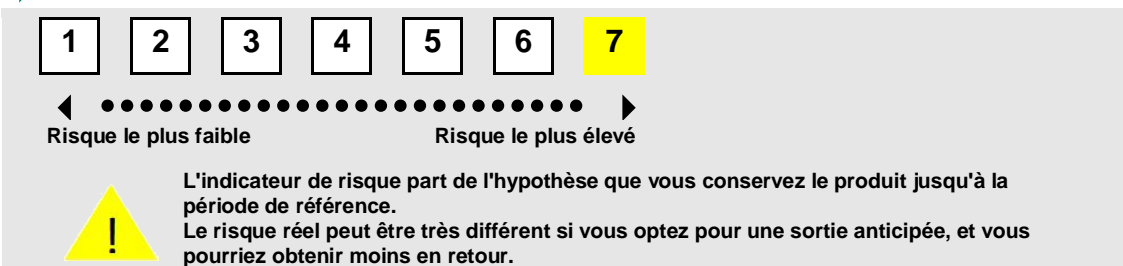 1 2 3 4 5 6 7
Risque le plus faible Risque le plus élevé
L'indicateur de risque part de l'hypothèse que vous conservez le produit jusqu'à la
période de référence.
! Le risque réel peut être très différent si vous optez pour une sortie anticipée, et vous
pourriez obtenir moins en retour.